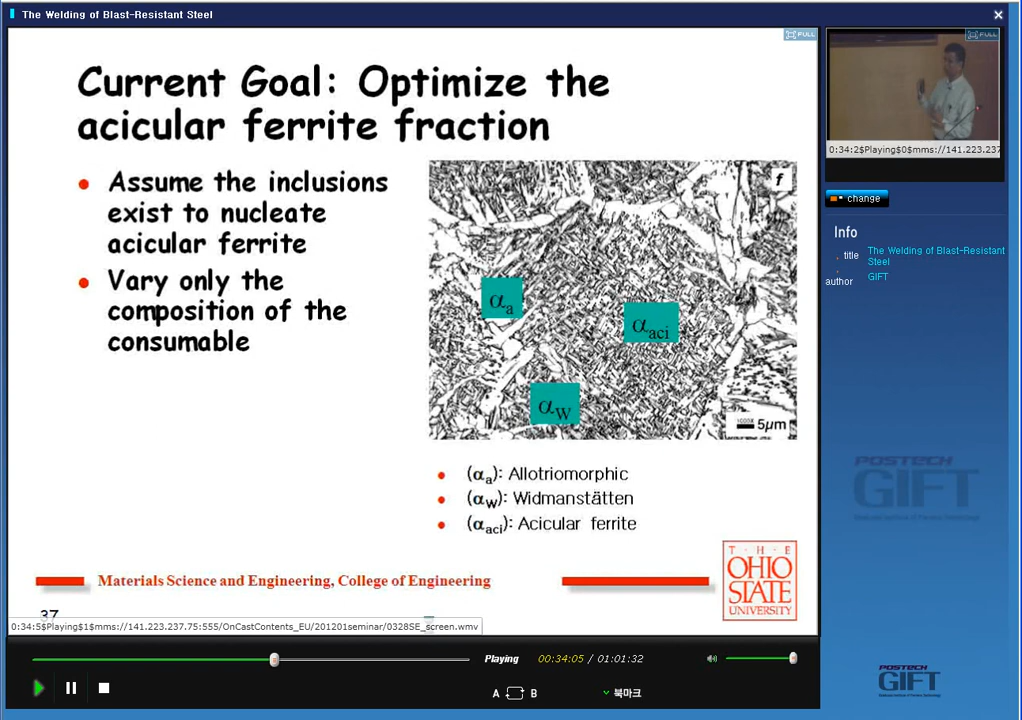 The Welding of Blast-Resistant Steel
FULL
Current Goal: Optimize the
acicular ferrite fraction
Assume the inclusions
exist to nucleate
acicular ferrite
Vary only the
composition of the
consumable
f
αa
αaci
αW
5µm
(αa): Allotriomorphic
(αW): Widmanstätten
(αaci): Acicular ferrite
Materials Science and Engineering, College of Engineering
T · H · E
OHIO
STATE
UNIVERSITY
37
0:34:5$Playing$1$mms://141.223.237.75:555/OnCastContents_EU/201201seminar/0328SE_screen.wmv
Playing
00:34:05 / 01:01:32
A B
북마크
FULL
0:34:2$Playing$0$mms://141.223.237
change
Info
title
The Welding of Blast-Resistant
Steel
author
GIFT
POSTECH
GIFT
POSTECH
GIFT